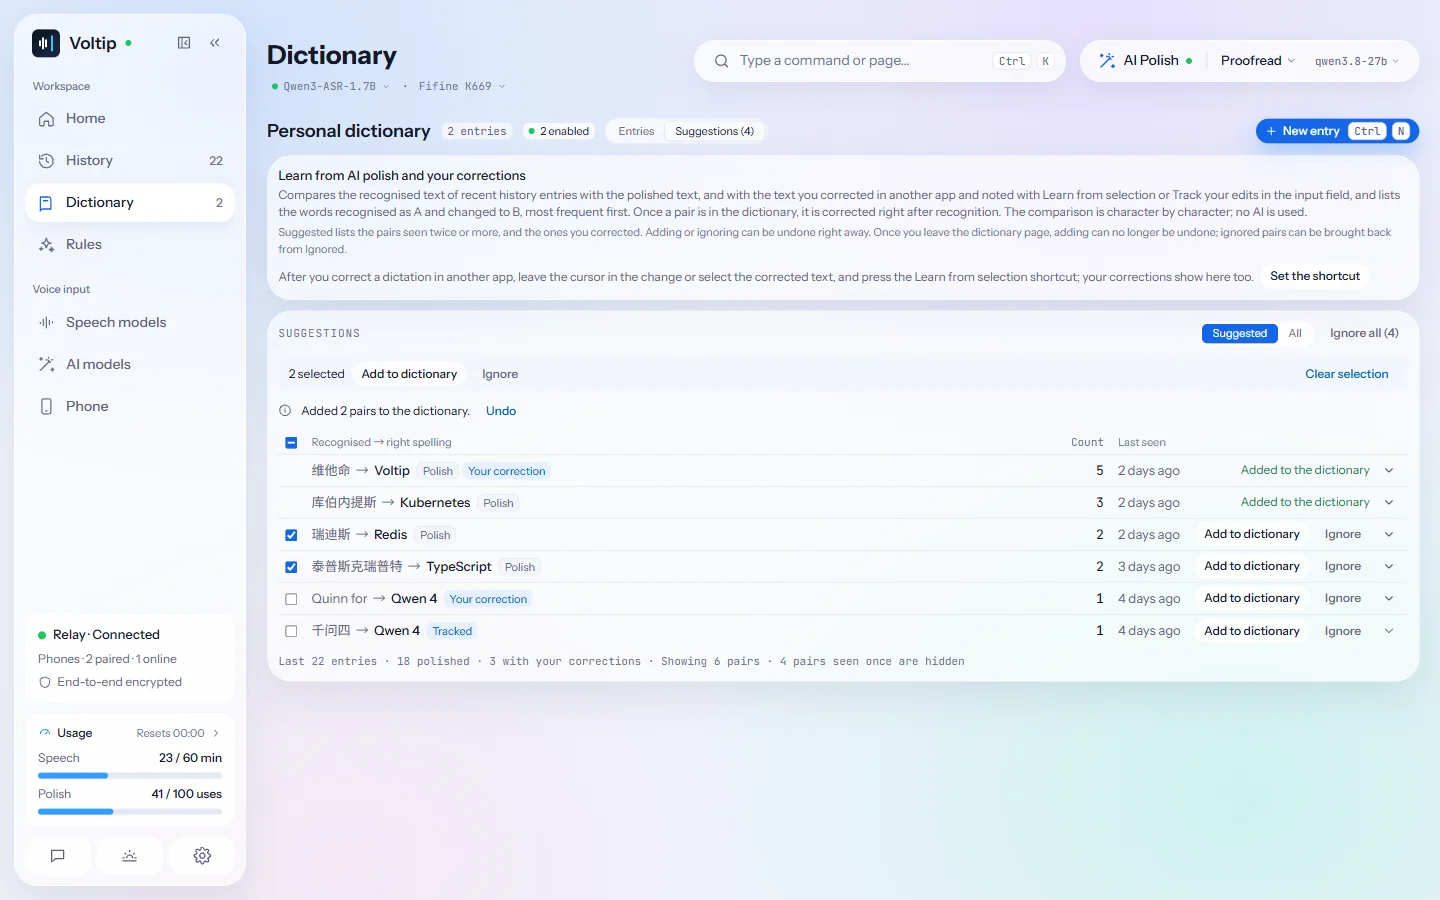 Voltip
Workspace
Home
History 22
Dictionary 2
Rules
Voice input
Speech models
AI models
Phone
Relay · Connected
Phones · 2 paired · 1 online
End-to-end encrypted
Usage Resets 00:00
Speech 23 / 60 min
Polish 41 / 100 uses
Dictionary
Qwen3-ASR-1.7B · Fifine K669
Type a command or page... Ctrl K
AI Polish Proofread qwen3.8-27b
Personal dictionary 2 entries 2 enabled Entries Suggestions (4)
+ New entry Ctrl N
Learn from AI polish and your corrections
Compares the recognised text of recent history entries with the polished text, and with the text you corrected in another app and noted with Learn from selection or Track your edits in the input field, and lists
the words recognised as A and changed to B, most frequent first. Once a pair is in the dictionary, it is corrected right after recognition. The comparison is character by character; no AI is used.
Suggested lists the pairs seen twice or more, and the ones you corrected. Adding or ignoring can be undone right away. Once you leave the dictionary page, adding can no longer be undone; ignored pairs can be brought back
from Ignored.
After you correct a dictation in another app, leave the cursor in the change or select the corrected text, and press the Learn from selection shortcut; your corrections show here too. Set the shortcut
SUGGESTIONS Suggested All Ignore all (4)
2 selected Add to dictionary Ignore Clear selection
Added 2 pairs to the dictionary. Undo
Recognised → right spelling Count Last seen
维他命 → Voltip Polish Your correction 5 2 days ago Added to the dictionary
库伯内提斯 → Kubernetes Polish 3 2 days ago Added to the dictionary
瑞迪斯 → Redis Polish 2 2 days ago Add to dictionary Ignore
泰普斯克瑞普特 → TypeScript Polish 2 3 days ago Add to dictionary Ignore
Quinn for → Qwen 4 Your correction 1 4 days ago Add to dictionary Ignore
千问四 → Qwen 4 Tracked 1 4 days ago Add to dictionary Ignore
Last 22 entries · 18 polished · 3 with your corrections · Showing 6 pairs · 4 pairs seen once are hidden